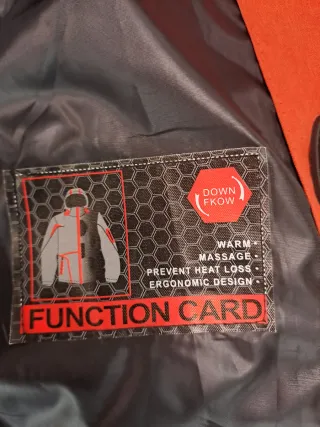 DOWN
FKOW
WARM •
MASSAGE •
PREVENT HEAT LOSS •
ERGONOMIC DESIGN •
FUNCTION CARD